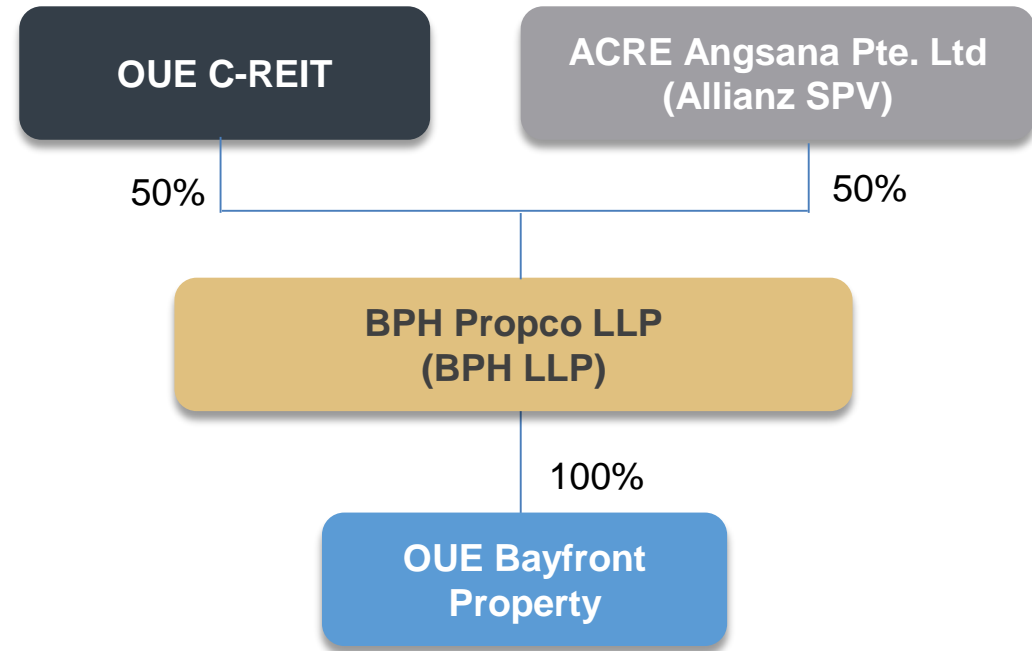 OUE C-REIT
ACRE Angsana Pte. Ltd
(Allianz SPV)
50%
50%
BPH Propco LLP
(BPH LLP)
100%
OUE Bayfront
Property